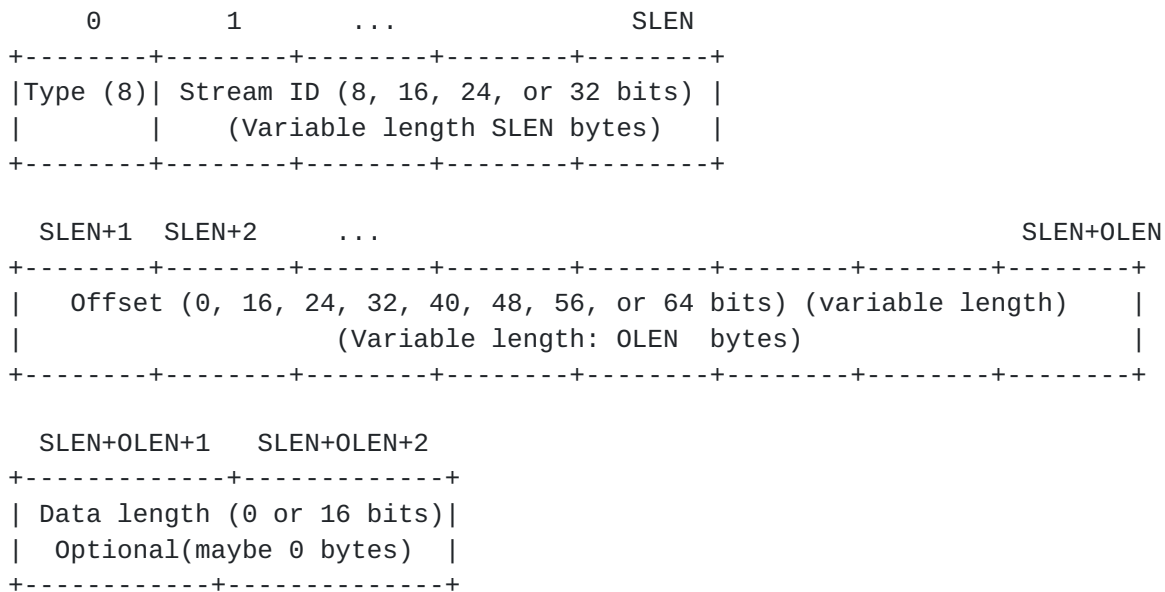 0        1       ...               SLEN
+--------+--------+--------+--------+--------+
|Type (8)| Stream ID (8, 16, 24, or 32 bits) |
|        |    (Variable length SLEN bytes)   |
+--------+--------+--------+--------+--------+

  SLEN+1  SLEN+2     ...                                         SLEN+OLEN
+--------+--------+--------+--------+--------+--------+--------+--------+
|   Offset (0, 16, 24, 32, 40, 48, 56, or 64 bits) (variable length)    |
|                    (Variable length: OLEN  bytes)                     |
+--------+--------+--------+--------+--------+--------+--------+--------+

  SLEN+OLEN+1   SLEN+OLEN+2
+-------------+-------------+
| Data length (0 or 16 bits)|
|  Optional(maybe 0 bytes)  |
+------------+--------------+